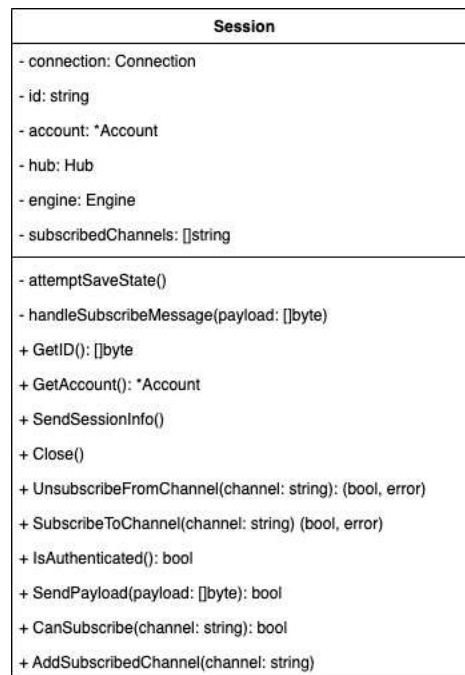 Session
- connection: Connection
- id: string
- account: *Account
- hub: Hub
- engine: Engine
- subscribedChannels: []string
- attemptSaveState()
- handleSubscribeMessage(payload: []byte)
+ GetID(): []byte
+ GetAccount(): *Account
+ SendSessionInfo()
+ Close()
+ UnsubscribeFromChannel(channel: string): (bool, error)
+ SubscribeToChannel(channel: string) (bool, error)
+ IsAuthenticated(): bool
+ SendPayload(payload: []byte): bool
+ CanSubscribe(channel: string): bool
+ AddSubscribedChannel(channel: string)